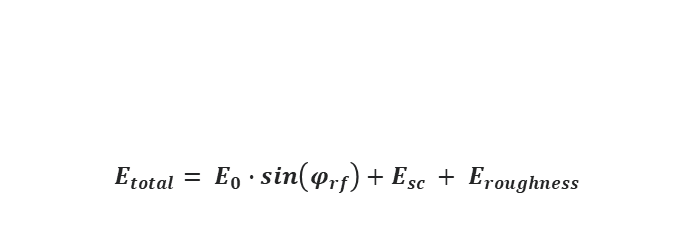 E_total = E_0 · sin(φ_rf) + E_sc + E_roughness